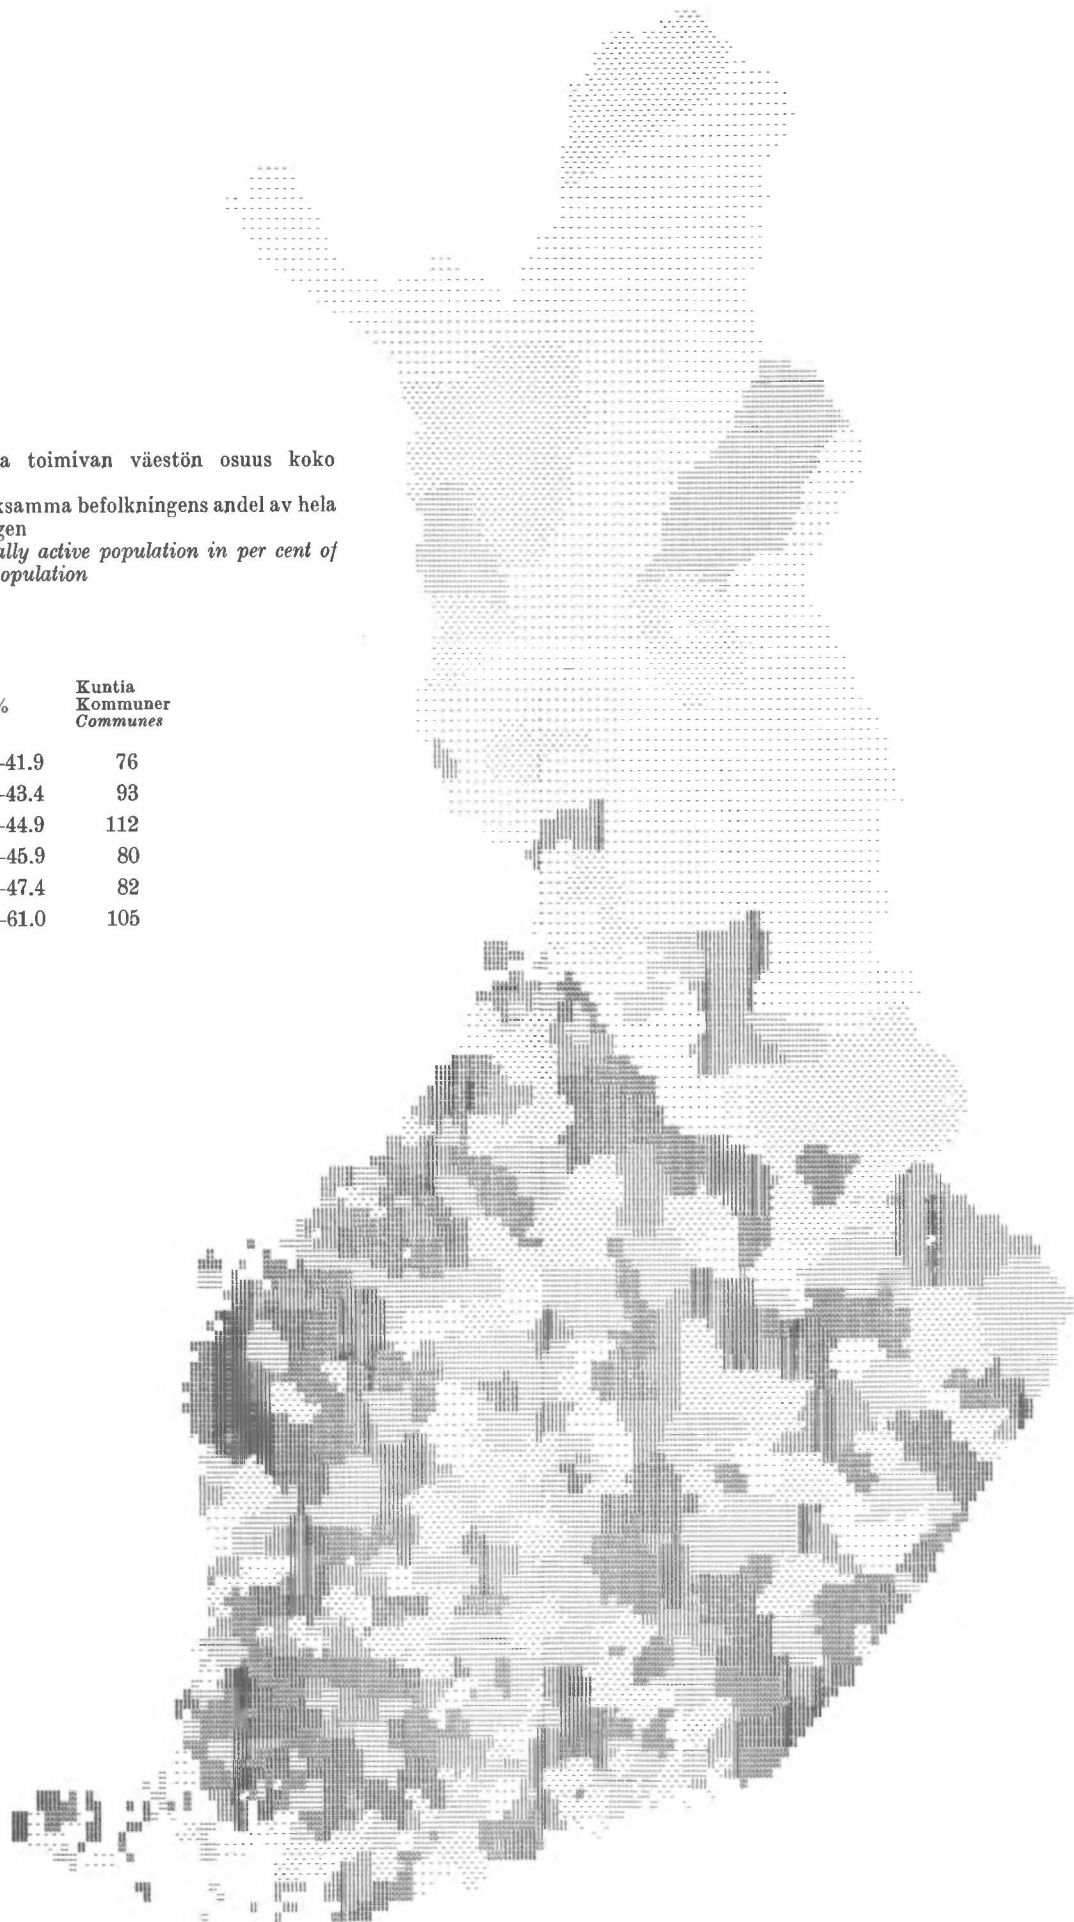 a toimivan väestön osuus koko
ksamma befolkningens andel av hela
gen
ally active population in per cent of
opulation
% Kuntia
Kommuner
Communes
-41.9 76
-43.4 93
-44.9 112
-45.9 80
-47.4 82
-61.0 105